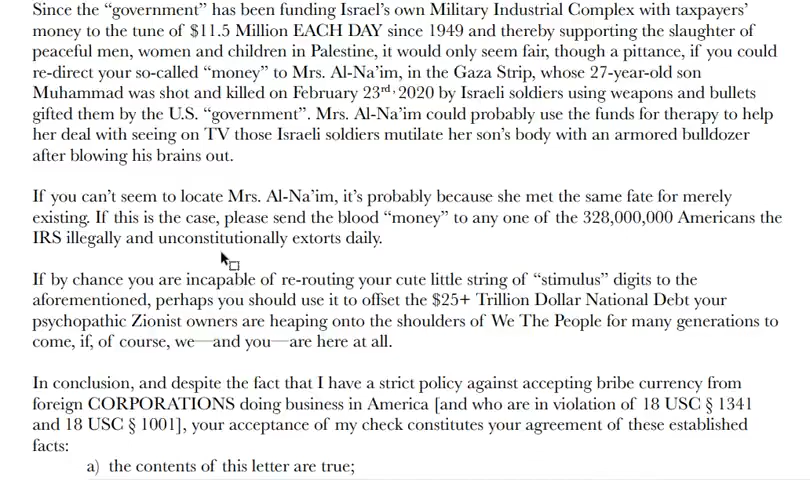 Since the “government” has been funding Israel’s own Military Industrial Complex with taxpayers’
money to the tune of $11.5 Million EACH DAY since 1949 and thereby supporting the slaughter of
peaceful men, women and children in Palestine, it would only seem fair, though a pittance, if you could
re-direct your so-called “money” to Mrs. Al-Na’im, in the Gaza Strip, whose 27-year-old son
Muhammad was shot and killed on February 23rd, 2020 by Israeli soldiers using weapons and bullets
gifted them by the U.S. “government”. Mrs. Al-Na’im could probably use the funds for therapy to help
her deal with seeing on TV those Israeli soldiers mutilate her son’s body with an armored bulldozer
after blowing his brains out.
If you can’t seem to locate Mrs. Al-Na’im, it’s probably because she met the same fate for merely
existing. If this is the case, please send the blood “money” to any one of the 328,000,000 Americans the
IRS illegally and unconstitutionally extorts daily.
If by chance you are incapable of re-routing your cute little string of “stimulus” digits to the
aforementioned, perhaps you should use it to offset the $25+ Trillion Dollar National Debt your
psychopathic Zionist owners are heaping onto the shoulders of We The People for many generations to
come, if, of course, we—and you—are here at all.
In conclusion, and despite the fact that I have a strict policy against accepting bribe currency from
foreign CORPORATIONS doing business in America [and who are in violation of 18 USC § 1341
and 18 USC § 1001], your acceptance of my check constitutes your agreement of these established
facts:
a) the contents of this letter are true;